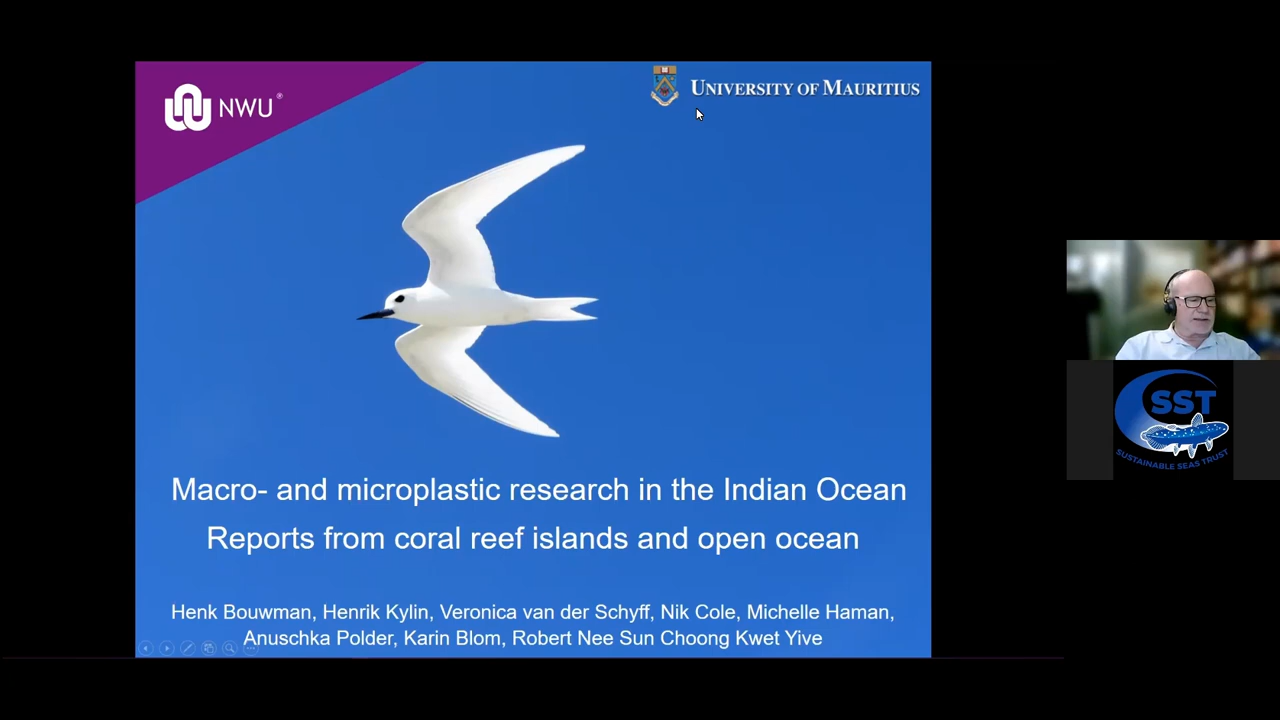 NWU®
UNIVERSITY OF MAURITIUS
Macro- and microplastic research in the Indian Ocean
Reports from coral reef islands and open ocean
Henk Bouwman, Henrik Kylin, Veronica van der Schyff, Nik Cole, Michelle Haman,
Anuschka Polder, Karin Blom, Robert Nee Sun Choong Kwet Yive
SST
SUSTAINABLE SEAS TRUST